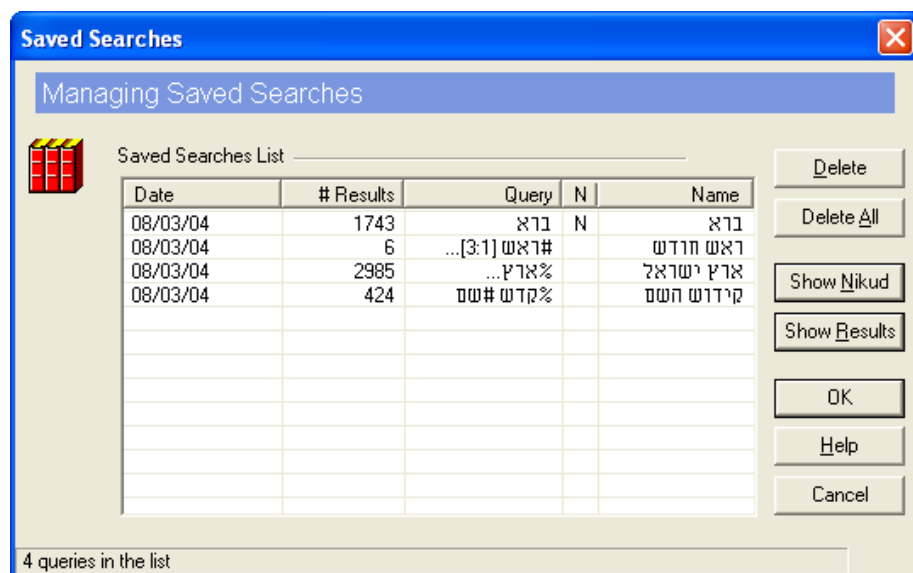 Saved Searches
Managing Saved Searches
Saved Searches List
Date # Results Query N Name
08/03/04 1743 ברא N ברא
08/03/04 6 #ראש [3:1]... ראש חודש
08/03/04 2985 %ארץ... ארץ ישראל
08/03/04 424 %קדש #שם קידוש השם
Delete
Delete All
Show Nikud
Show Results
OK
Help
Cancel
4 queries in the list